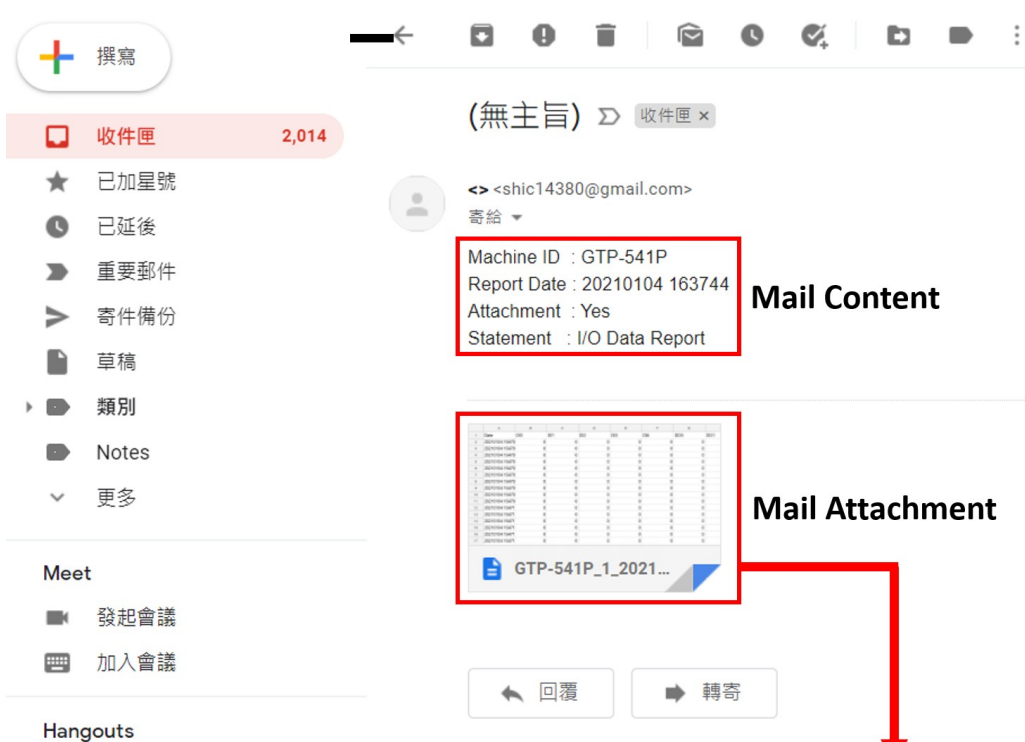 撰寫
收件匣 2,014
已加星號
已延後
重要郵件
寄件備份
草稿
類別
Notes
更多
Meet
發起會議
加入會議
Hangouts
(無主旨) 收件匣 ×
<> <shic14380@gmail.com>
寄給
Machine ID : GTP-541P
Report Date : 20210104 163744
Attachment : Yes
Statement : I/O Data Report
Mail Content
GTP-541P_1_2021...
Mail Attachment
回覆
轉寄